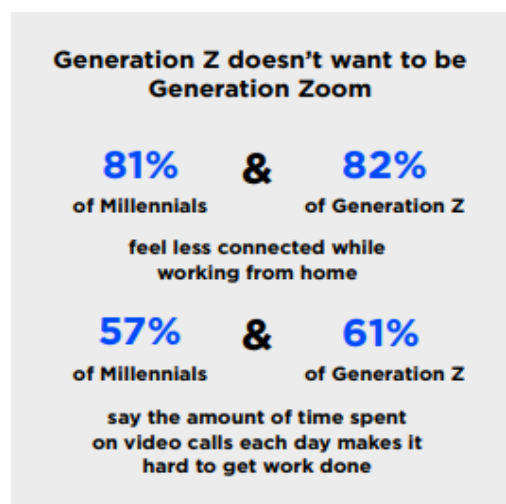 Generation Z doesn't want to be
Generation Zoom
81% & 82%
of Millennials of Generation Z
feel less connected while
working from home
57% & 61%
of Millennials of Generation Z
say the amount of time spent
on video calls each day makes it
hard to get work done